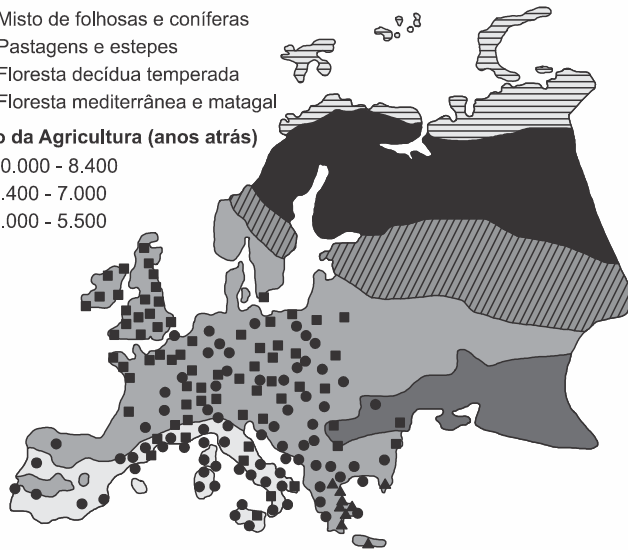 Misto de folhosas e coníferas
Pastagens e estepes
Floresta decídua temperada
Floresta mediterrânea e matagal
o da Agricultura (anos atrás)
0.000 - 8.400
.400 - 7.000
.000 - 5.500